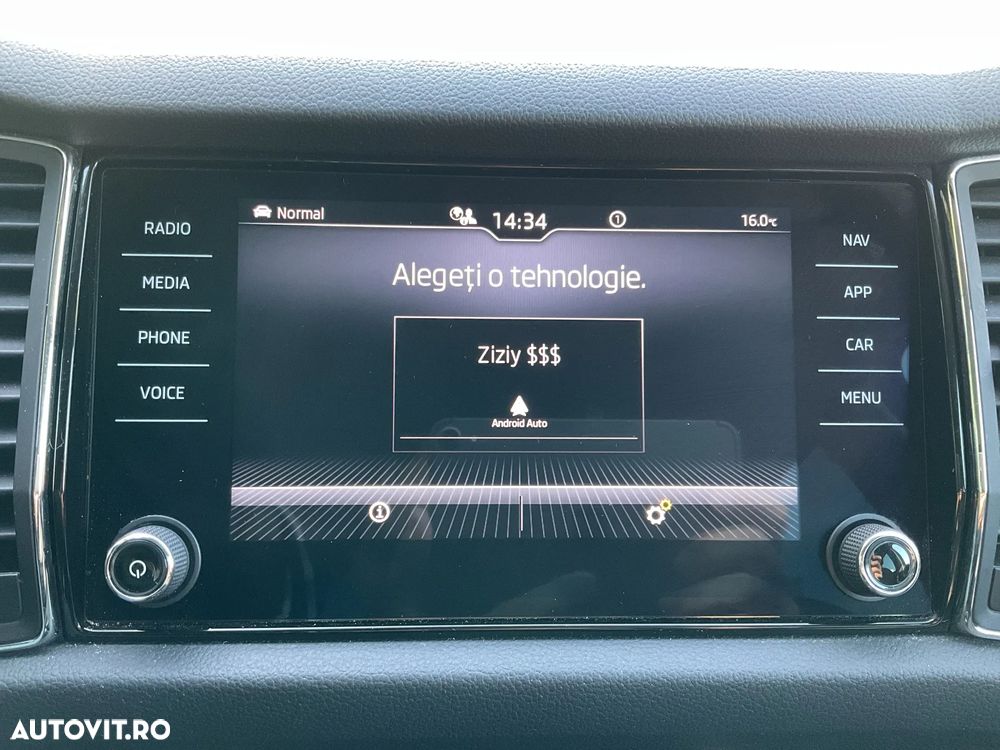 Normal
14:34
1
16.0°C
RADIO
MEDIA
PHONE
VOICE
Alegeți o tehnologie.
Ziziy $$$
Android Auto
NAV
APP
CAR
MENU
AUTOVIT.RO